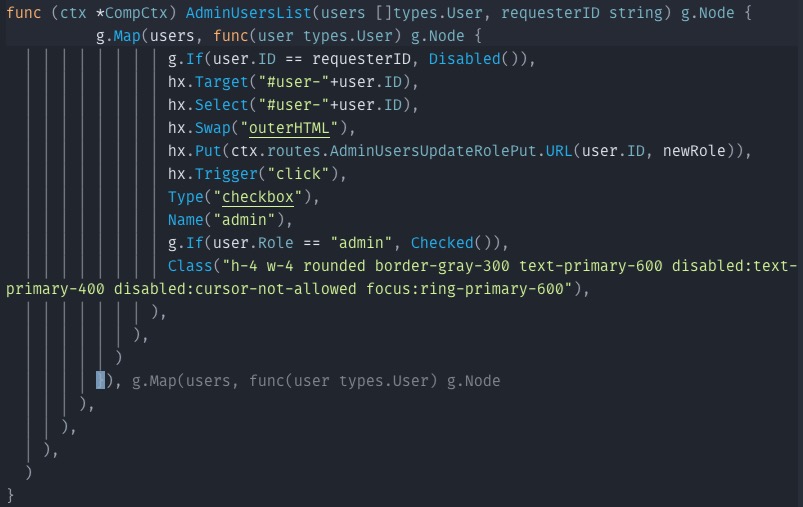 func (ctx *CompCtx) AdminUsersList(users []types.User, requesterID string) g.Node {
g.Map(users, func(user types.User) g.Node {
g.If(user.ID == requesterID, Disabled()),
hx.Target("#user-"+user.ID),
hx.Select("#user-"+user.ID),
hx.Swap("outerHTML"),
hx.Put(ctx.routes.AdminUsersUpdateRolePut.URL(user.ID, newRole)),
hx.Trigger("click"),
Type("checkbox"),
Name("admin"),
g.If(user.Role == "admin", Checked()),
Class("h-4 w-4 rounded border-gray-300 text-primary-600 disabled:text-
primary-400 disabled:cursor-not-allowed focus:ring-primary-600"),
),
),
)
}), g.Map(users, func(user types.User) g.Node
),
),
),
)
}